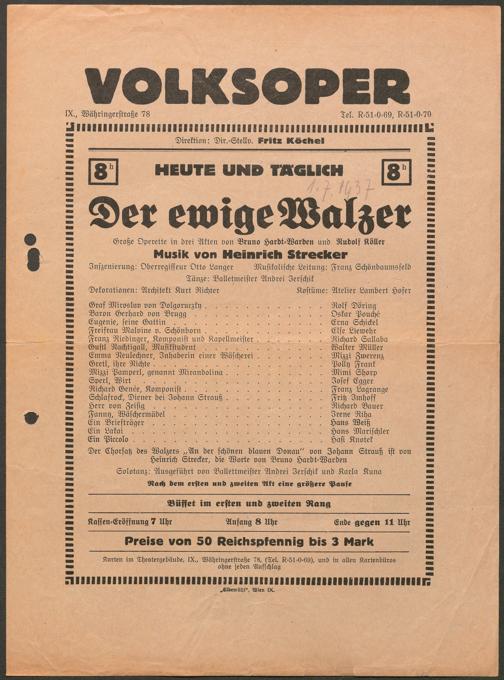 VOLKSOPER
IX., Währingerstraße 78 Tel. R-51-0-69, R-51-0-70
Direktion: Dir.-Stellv. Fritz Köchel
8h HEUTE UND TÄGLICH 8h
1.7.1937
Der ewige Walzer
Große Operette in drei Akten von Bruno Hardt-Warden und Rudolf Köller
Musik von Heinrich Strecker
Inszenierung: Oberregisseur Otto Langer Musikalische Leitung: Franz Schönbaumsfeld
Tänze: Balletmeister Andrei Jerschik
Dekorationen: Architekt Kurt Richter Kostüme: Atelier Lambert Hofer
Graf Miroslav von Dolgoruzky Rolf Döring
Baron Gerhard von Brugg Oskar Pouché
Eugenie, seine Gattin Erna Schickel
Freifrau Malvine v. Schönborn Else Liewehr
Franz Riedinger, Komponist und Kapellmeister Richard Sallaba
Gustl Nachtigall, Musikstudent Walter Müller
Emma Neulechner, Inhaberin einer Wäscherei Mizzi Zwerenz
Gretl, ihre Nichte Polly Frank
Mizzi Pamperl, genannt Mirandolina Mimi Shorp
Sperl, Wirt Josef Egger
Richard Genée, Komponist Franz Lagrange
Schlafrock, Diener bei Johann Strauß Fritz Imhoff
Herr von Feißig Richard Bauer
Fanny, Wäschermädel Irene Riha
Ein Briefträger Hans Weiß
Ein Lakai Hans Marischler
Ein Piccolo Haß Knotek
Der Chorsatz des Walzers „An der schönen blauen Donau" von Johann Strauß ist von
Heinrich Strecker, die Worte von Bruno Hardt-Warden
Solotanz: Ausgeführt von Ballettmeister Andrei Jerschik und Karla Kuna
Nach dem ersten und zweiten Akt eine größere Pause
Büffet im ersten und zweiten Rang
Kassen-Eröffnung 7 Uhr Anfang 8 Uhr Ende gegen 11 Uhr
Preise von 50 Reichspfennig bis 3 Mark
Karten im Theatergebäude, IX., Währingerstraße 78, (Tel. R-51-0-69), und in allen Kartenbüros
ohne jeden Aufschlag
„Elbemühl", Wien IX.